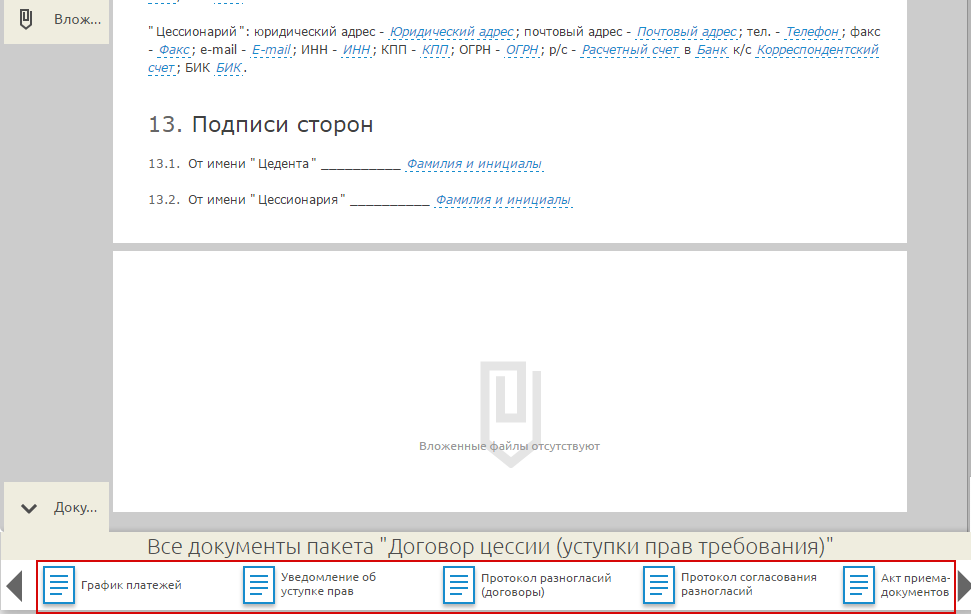 Влож...
"Цессионарий": юридический адрес - Юридический адрес; почтовый адрес - Почтовый адрес; тел. - Телефон; факс
- Факс; e-mail - E-mail; ИНН - ИНН; КПП - КПП; ОГРН - ОГРН; р/с - Расчетный счет в Банк к/с Корреспондентский
счет; БИК БИК.
13. Подписи сторон
13.1. От имени "Цедента" __________ Фамилия и инициалы
13.2. От имени "Цессионария" __________ Фамилия и инициалы
Вложенные файлы отсутствуют
Доку...
Все документы пакета "Договор цессии (уступки прав требования)"
График платежей
Уведомление об
уступке прав
Протокол разногласий
(договоры)
Протокол согласования
разногласий
Акт приема-
документов